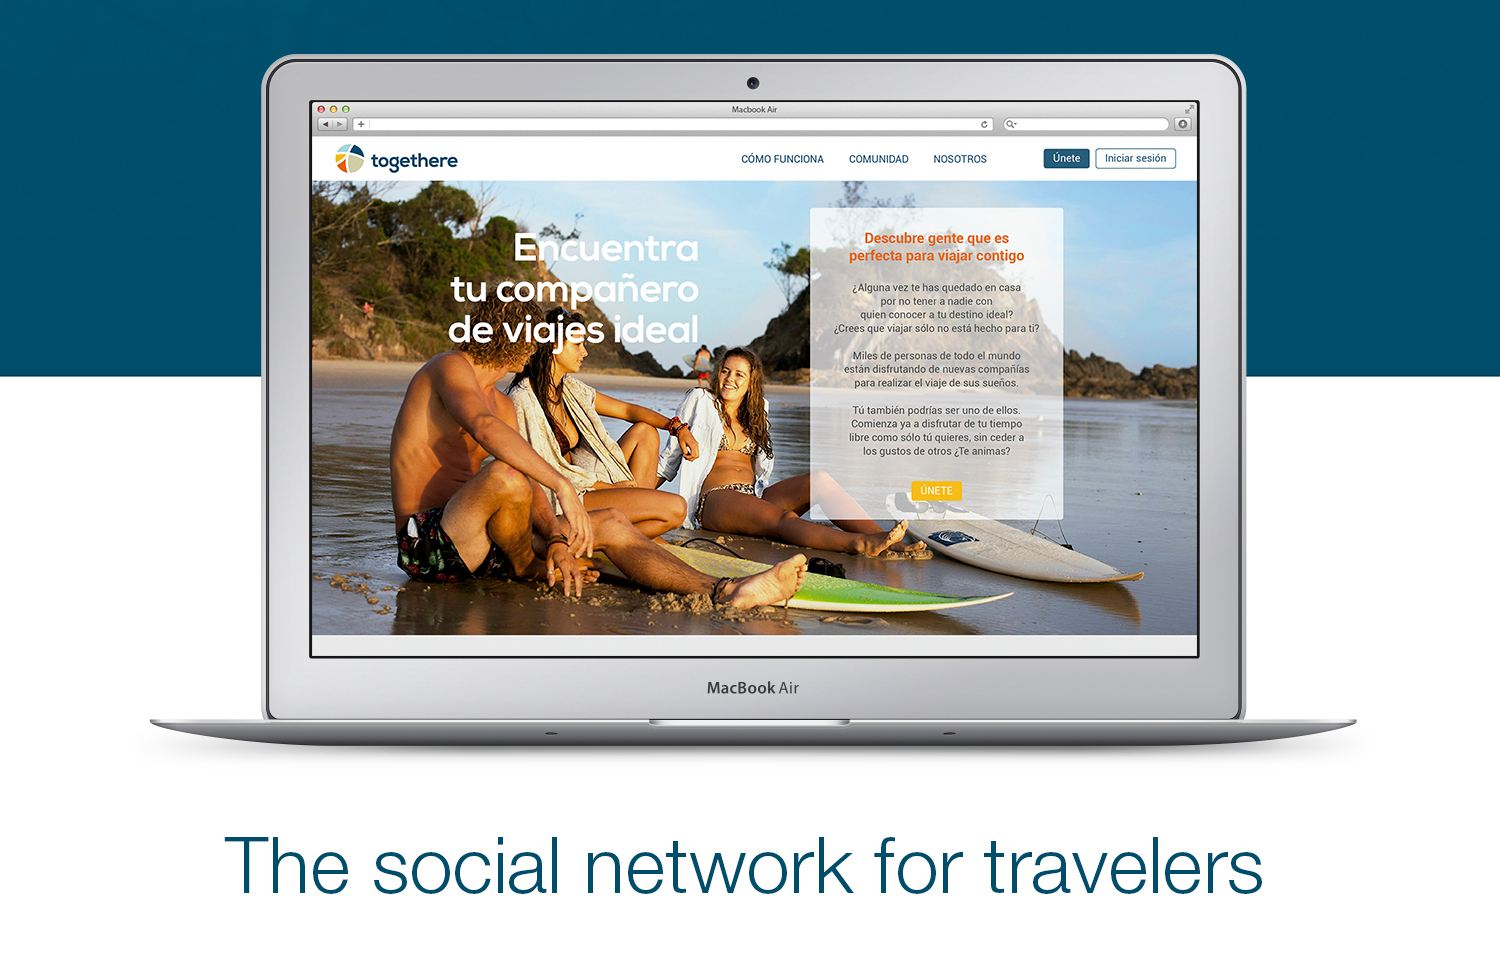 Macbook Air
togethere
CÓMO FUNCIONA
COMUNIDAD
NOSOTROS
Únete
Iniciar sesión
Encuentra
tu compañero
de viajes ideal
Descubre gente que es
perfecta para viajar contigo
¿Alguna vez te has quedado en casa
por no tener a nadie con
quien conocer a tu destino ideal?
¿Crees que viajar sólo no está hecho para ti?
Miles de personas de todo el mundo
están disfrutando de nuevas compañías
para realizar el viaje de sus sueños.
Tú también podrías ser uno de ellos.
Comienza ya a disfrutar de tu tiempo
libre como sólo tú quieres, sin ceder a
los gustos de otros ¿Te animas?
ÚNETE
MacBook Air
The social network for travelers